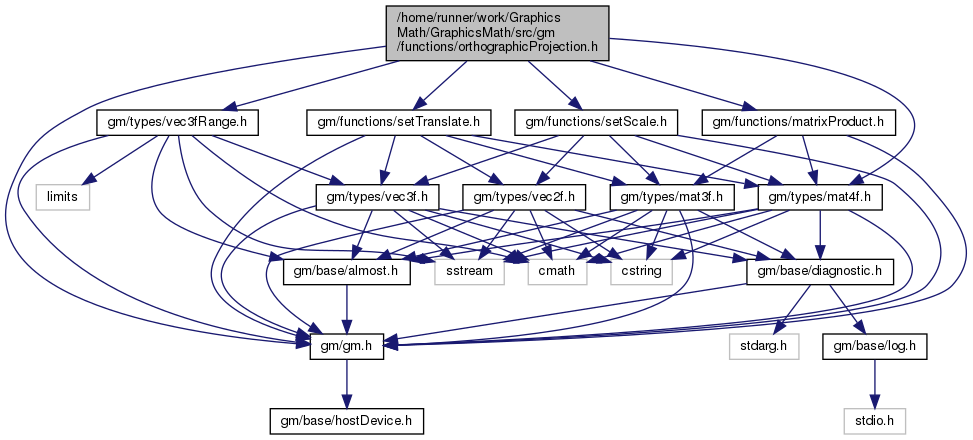 /home/runner/work/Graphics
Math/GraphicsMath/src/gm
/functions/orthographicProjection.h
gm/types/vec3fRange.h
gm/functions/setTranslate.h
gm/functions/setScale.h
gm/functions/matrixProduct.h
limits
gm/types/vec3f.h
gm/types/vec2f.h
gm/types/mat3f.h
gm/types/mat4f.h
gm/base/almost.h
sstream
cmath
cstring
gm/base/diagnostic.h
gm/gm.h
stdarg.h
gm/base/log.h
gm/base/hostDevice.h
stdio.h